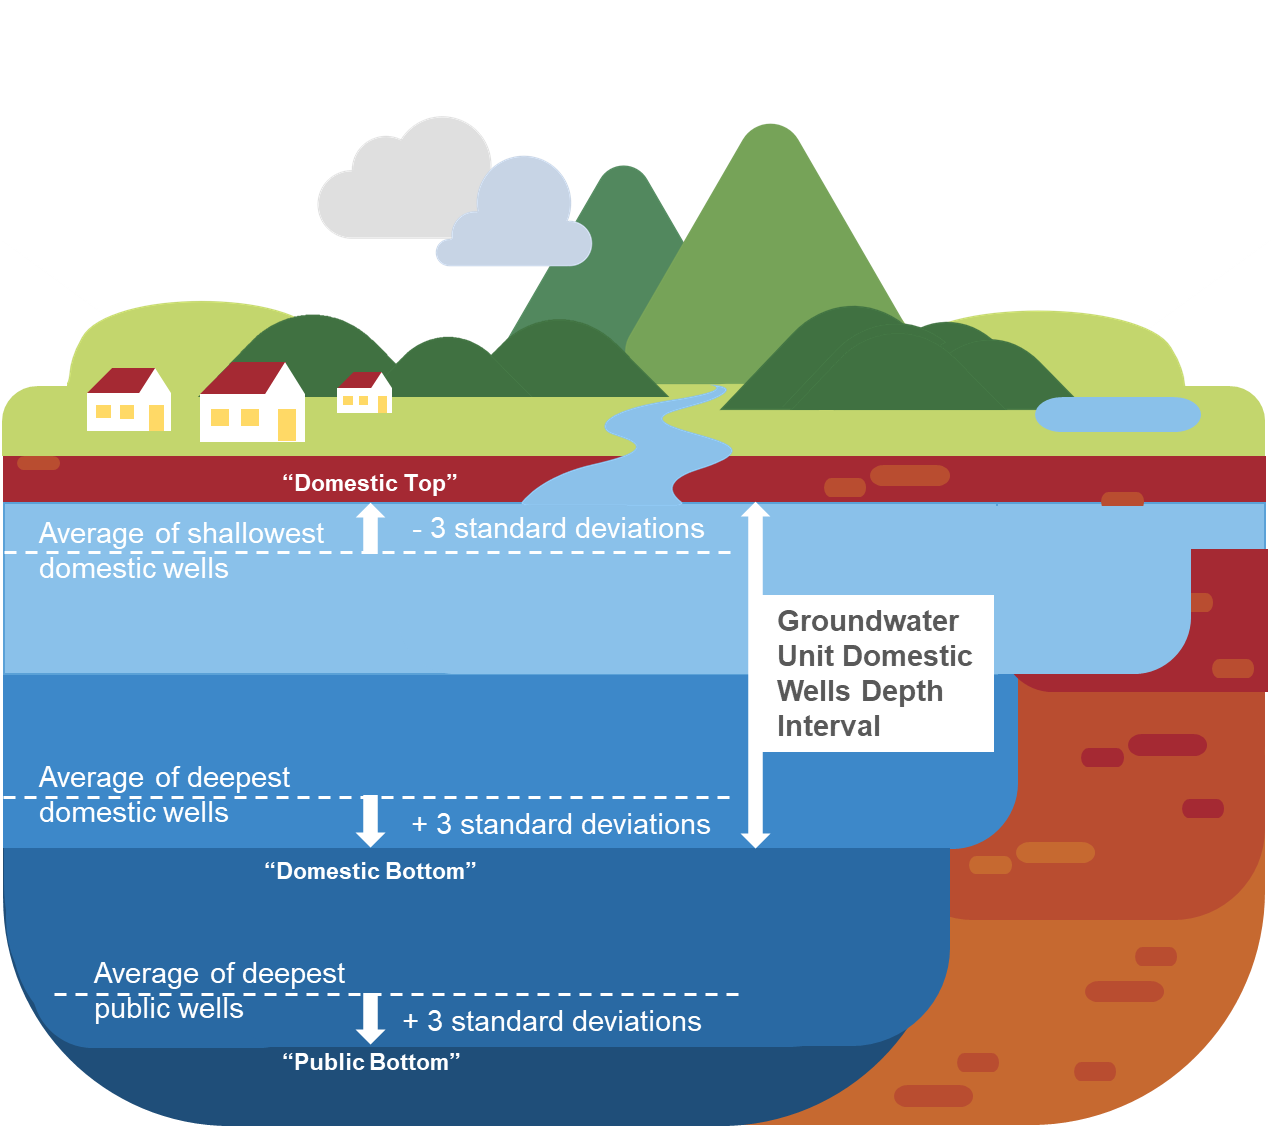 “Domestic Top”
Average of shallowest
domestic wells
- 3 standard deviations
Groundwater
Unit Domestic
Wells Depth
Interval
Average of deepest
domestic wells
+ 3 standard deviations
“Domestic Bottom”
Average of deepest
public wells
+ 3 standard deviations
“Public Bottom”